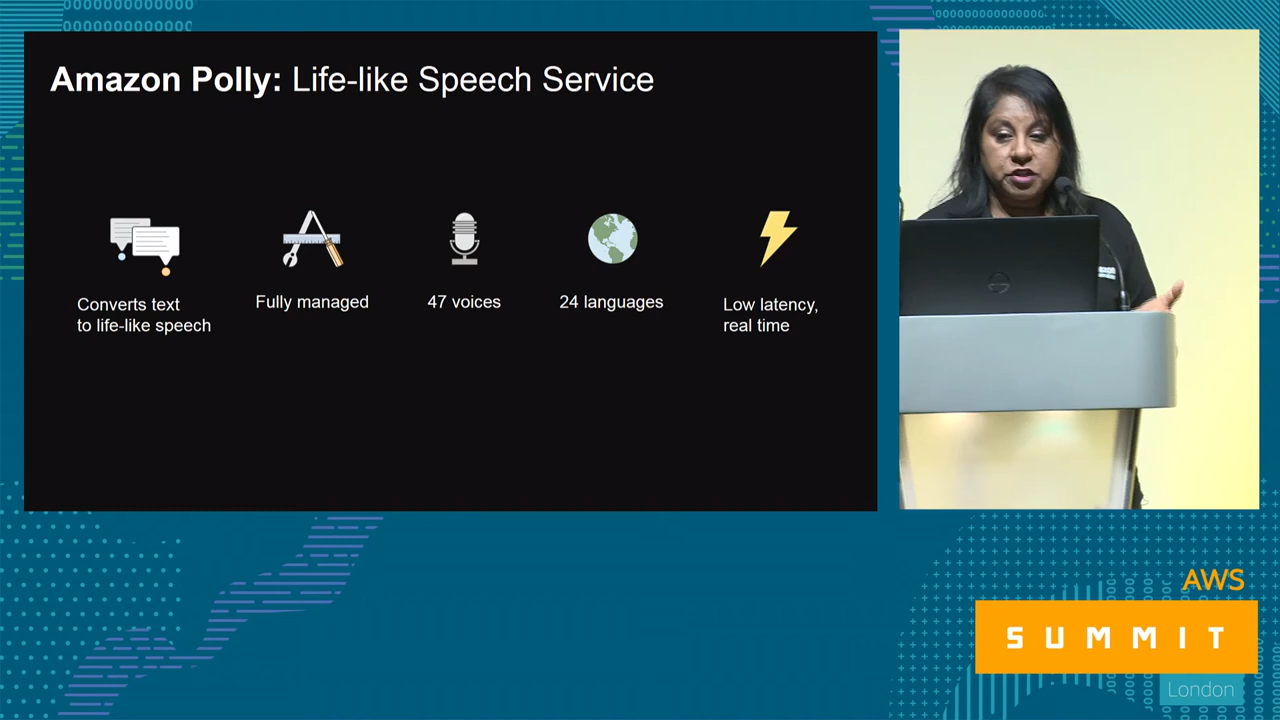 Amazon Polly: Life-like Speech Service
Converts text
to life-like speech
Fully managed
47 voices
24 languages
Low latency,
real time
AWS
SUMMIT
London